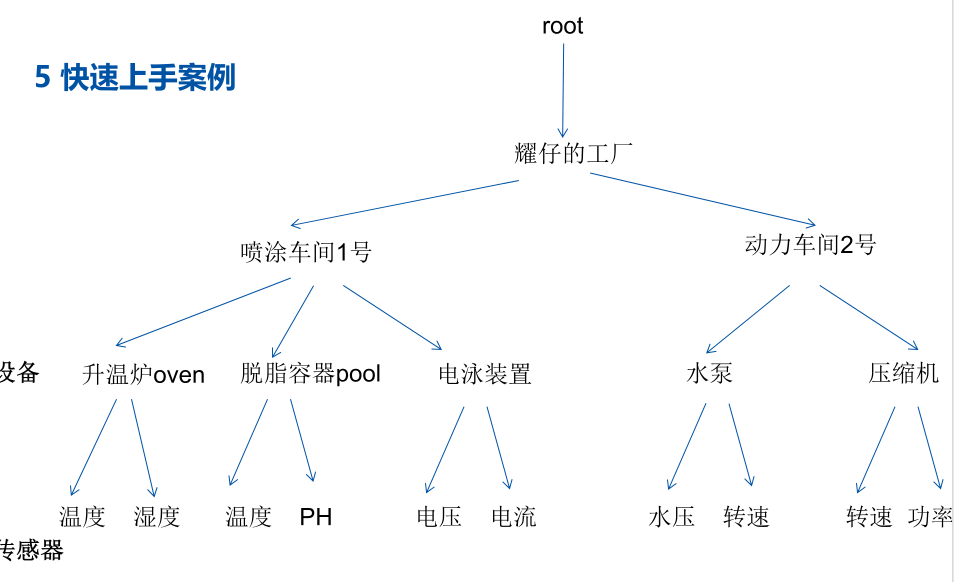 root
5 快速上手案例
耀仔的工厂
喷涂车间1号
动力车间2号
设备
升温炉oven
脱脂容器pool
电泳装置
水泵
压缩机
温度
湿度
温度
PH
电压
电流
水压
转速
转速
功率
传感器